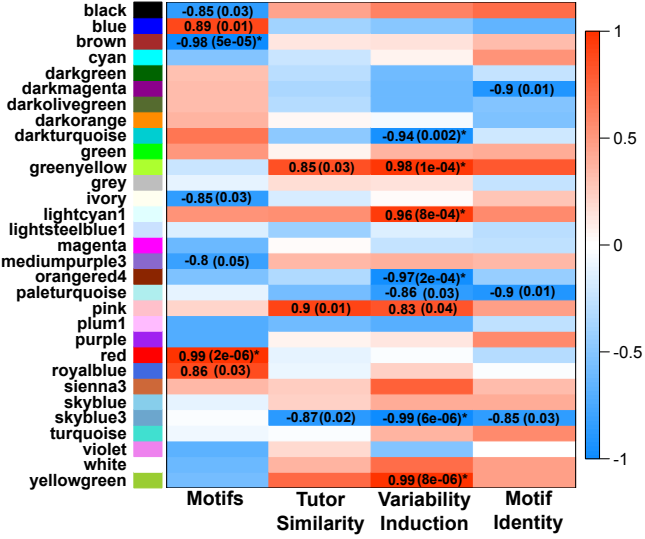 black -0.85 (0.03) 1
blue 0.89 (0.01)
brown -0.98 (5e-05)*
cyan
darkgreen
darkmagenta -0.9 (0.01)
darkolivegreen
darkorange
darkturquoise -0.94 (0.002)* 0.5
green
greenyellow 0.85 (0.03) 0.98 (1e-04)*
grey
ivory -0.85 (0.03)
lightcyan1 0.96 (8e-04)*
lightsteelblue1
magenta 0
mediumpurple3 -0.8 (0.05)
orangered4 -0.97 (2e-04)*
paleturquoise -0.86 (0.03) -0.9 (0.01)
pink 0.9 (0.01) 0.83 (0.04)
plum1
purple
red 0.99 (2e-06)* -0.5
royalblue 0.86 (0.03)
sienna3
skyblue
skyblue3 -0.87 (0.02) -0.99 (6e-06)* -0.85 (0.03)
turquoise
violet
white
yellowgreen 0.99 (8e-06)* -1
Motifs Tutor Variability Motif
Similarity Induction Identity